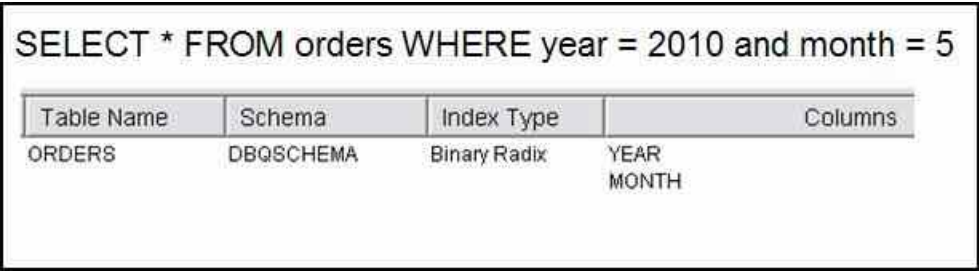 SELECT * FROM orders WHERE year = 2010 and month = 5
Table Name Schema Index Type Columns
ORDERS DBQSCHEMA Binary Radix YEAR
MONTH